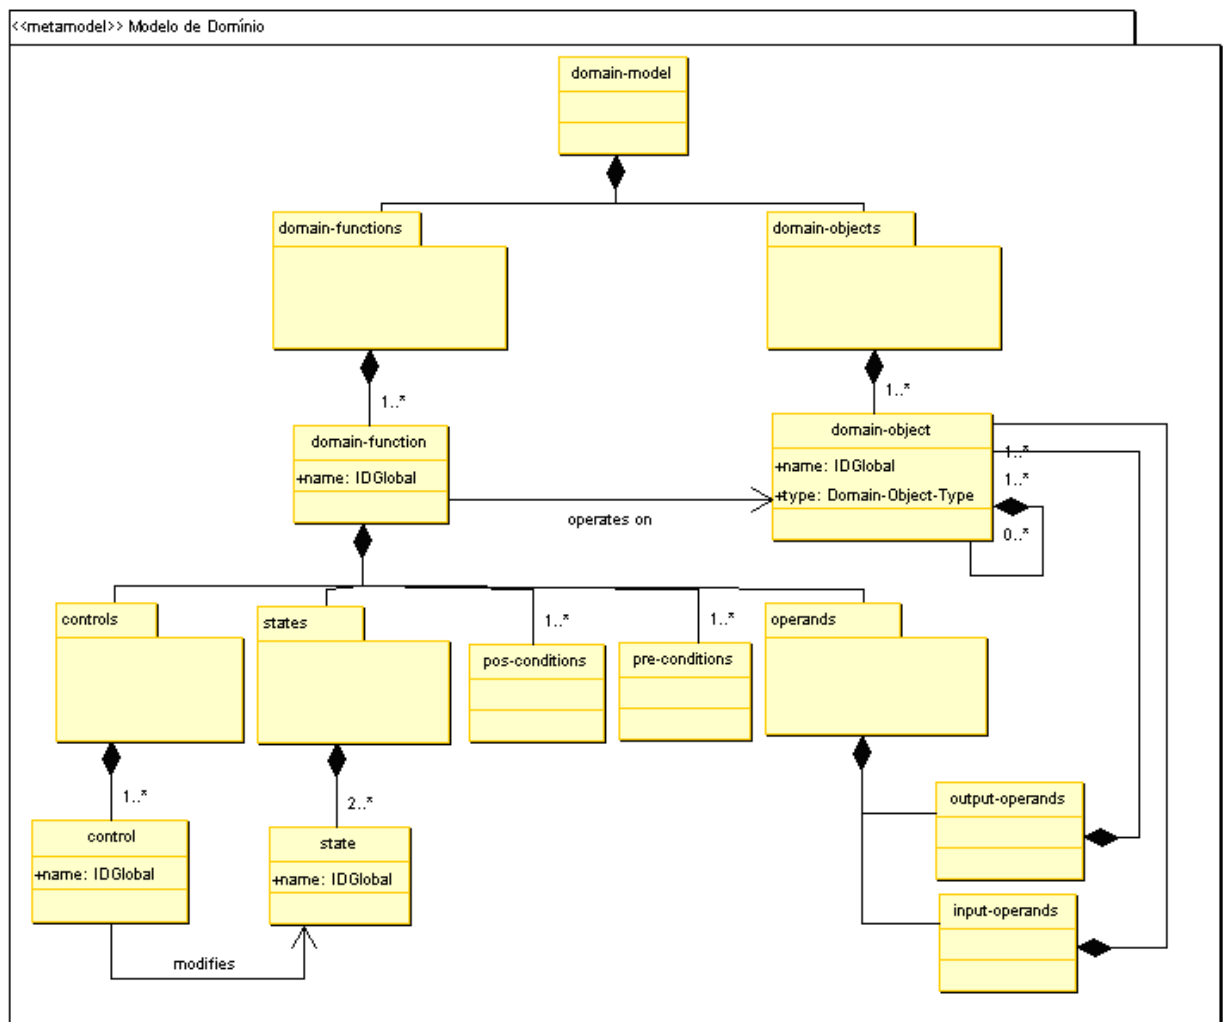 <<metamodel>> Modelo de Domínio
domain-model
domain-functions
domain-objects
1..*
1..*
domain-function
+name: IDGlobal
domain-object
+name: IDGlobal
+type: Domain-Object-Type
1..*
1..*
0..*
operates on
controls
states
1..*
pos-conditions
1..*
pre-conditions
operands
1..*
2..*
control
+name: IDGlobal
state
+name: IDGlobal
output-operands
input-operands
modifies